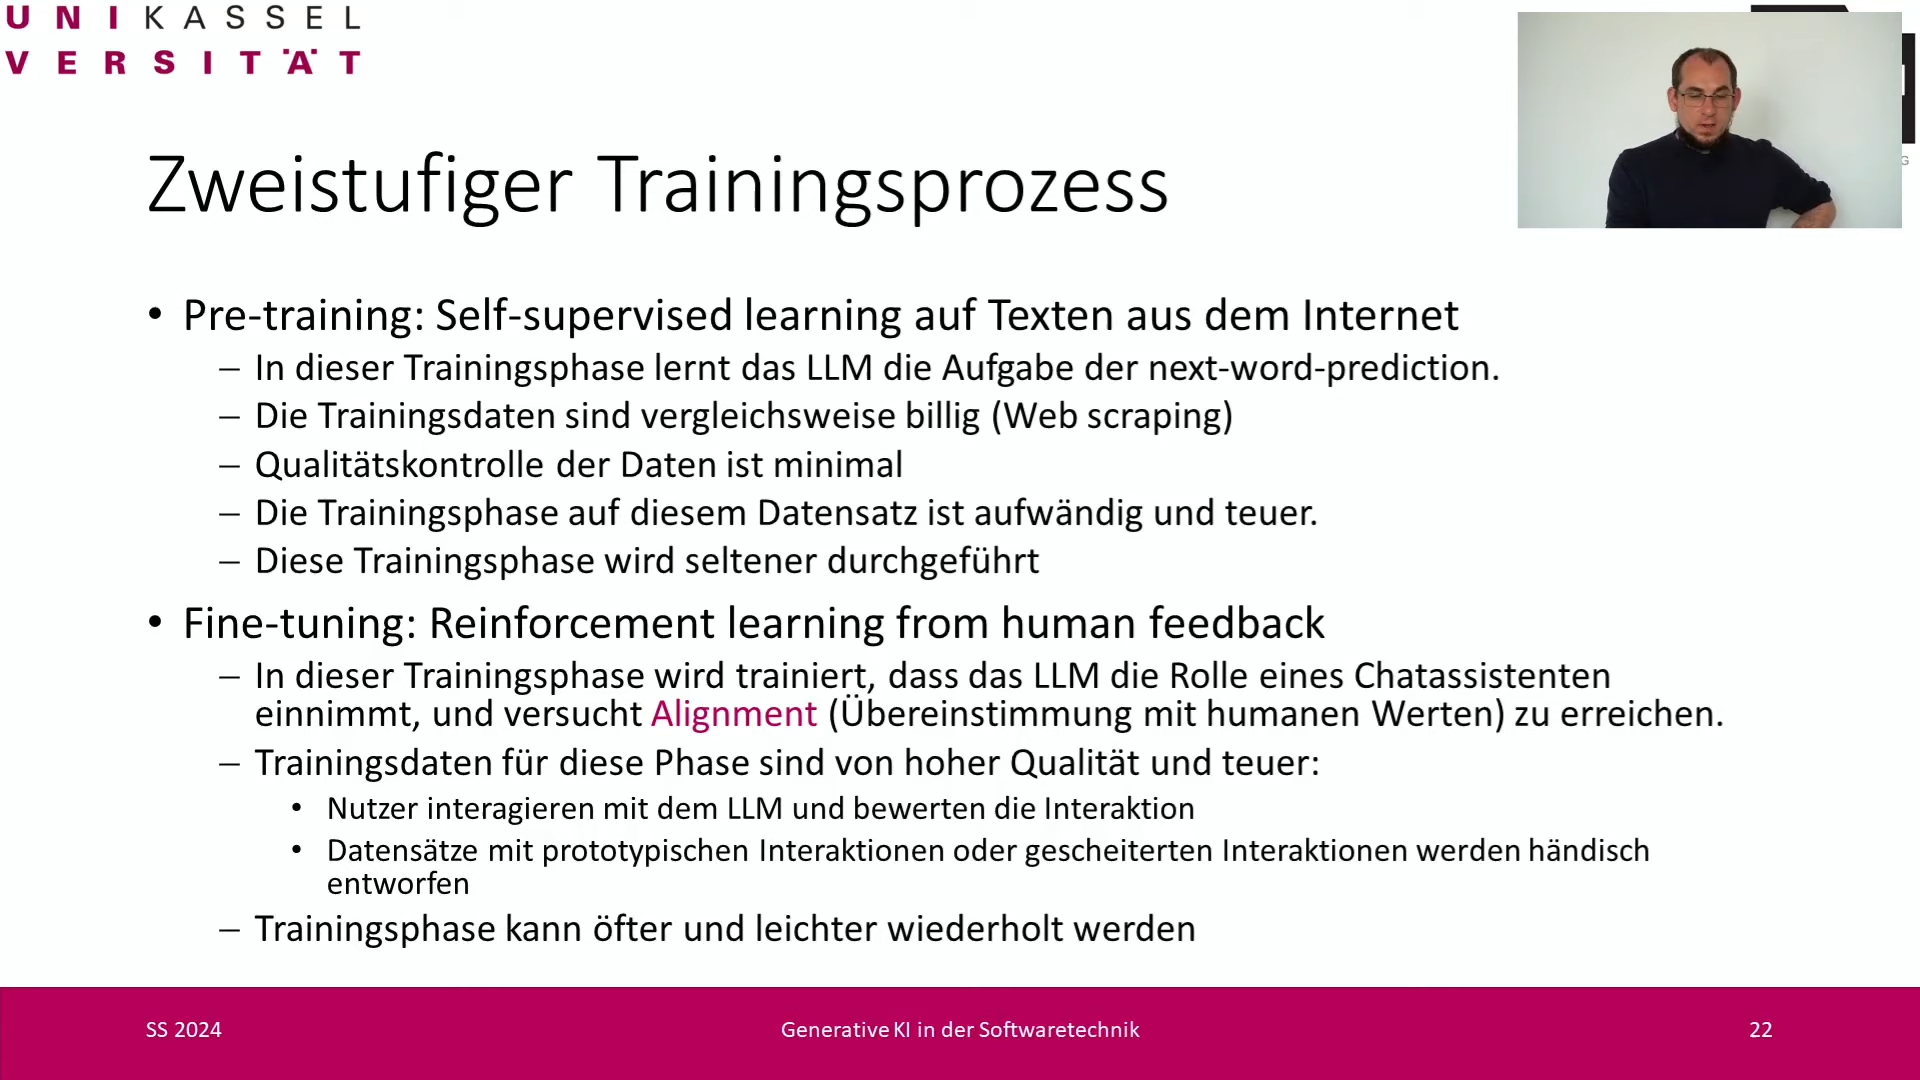 UNIKASSEL
VERSITÄT
Zweistufiger Trainingsprozess
• Pre-training: Self-supervised learning auf Texten aus dem Internet
– In dieser Trainingsphase lernt das LLM die Aufgabe der next-word-prediction.
– Die Trainingsdaten sind vergleichsweise billig (Web scraping)
– Qualitätskontrolle der Daten ist minimal
– Die Trainingsphase auf diesem Datensatz ist aufwändig und teuer.
– Diese Trainingsphase wird seltener durchgeführt
• Fine-tuning: Reinforcement learning from human feedback
– In dieser Trainingsphase wird trainiert, dass das LLM die Rolle eines Chatassistenten
einnimmt, und versucht Alignment (Übereinstimmung mit humanen Werten) zu erreichen.
– Trainingsdaten für diese Phase sind von hoher Qualität und teuer:
• Nutzer interagieren mit dem LLM und bewerten die Interaktion
• Datensätze mit prototypischen Interaktionen oder gescheiterten Interaktionen werden händisch
entworfen
– Trainingsphase kann öfter und leichter wiederholt werden
SS 2024
Generative KI in der Softwaretechnik
22